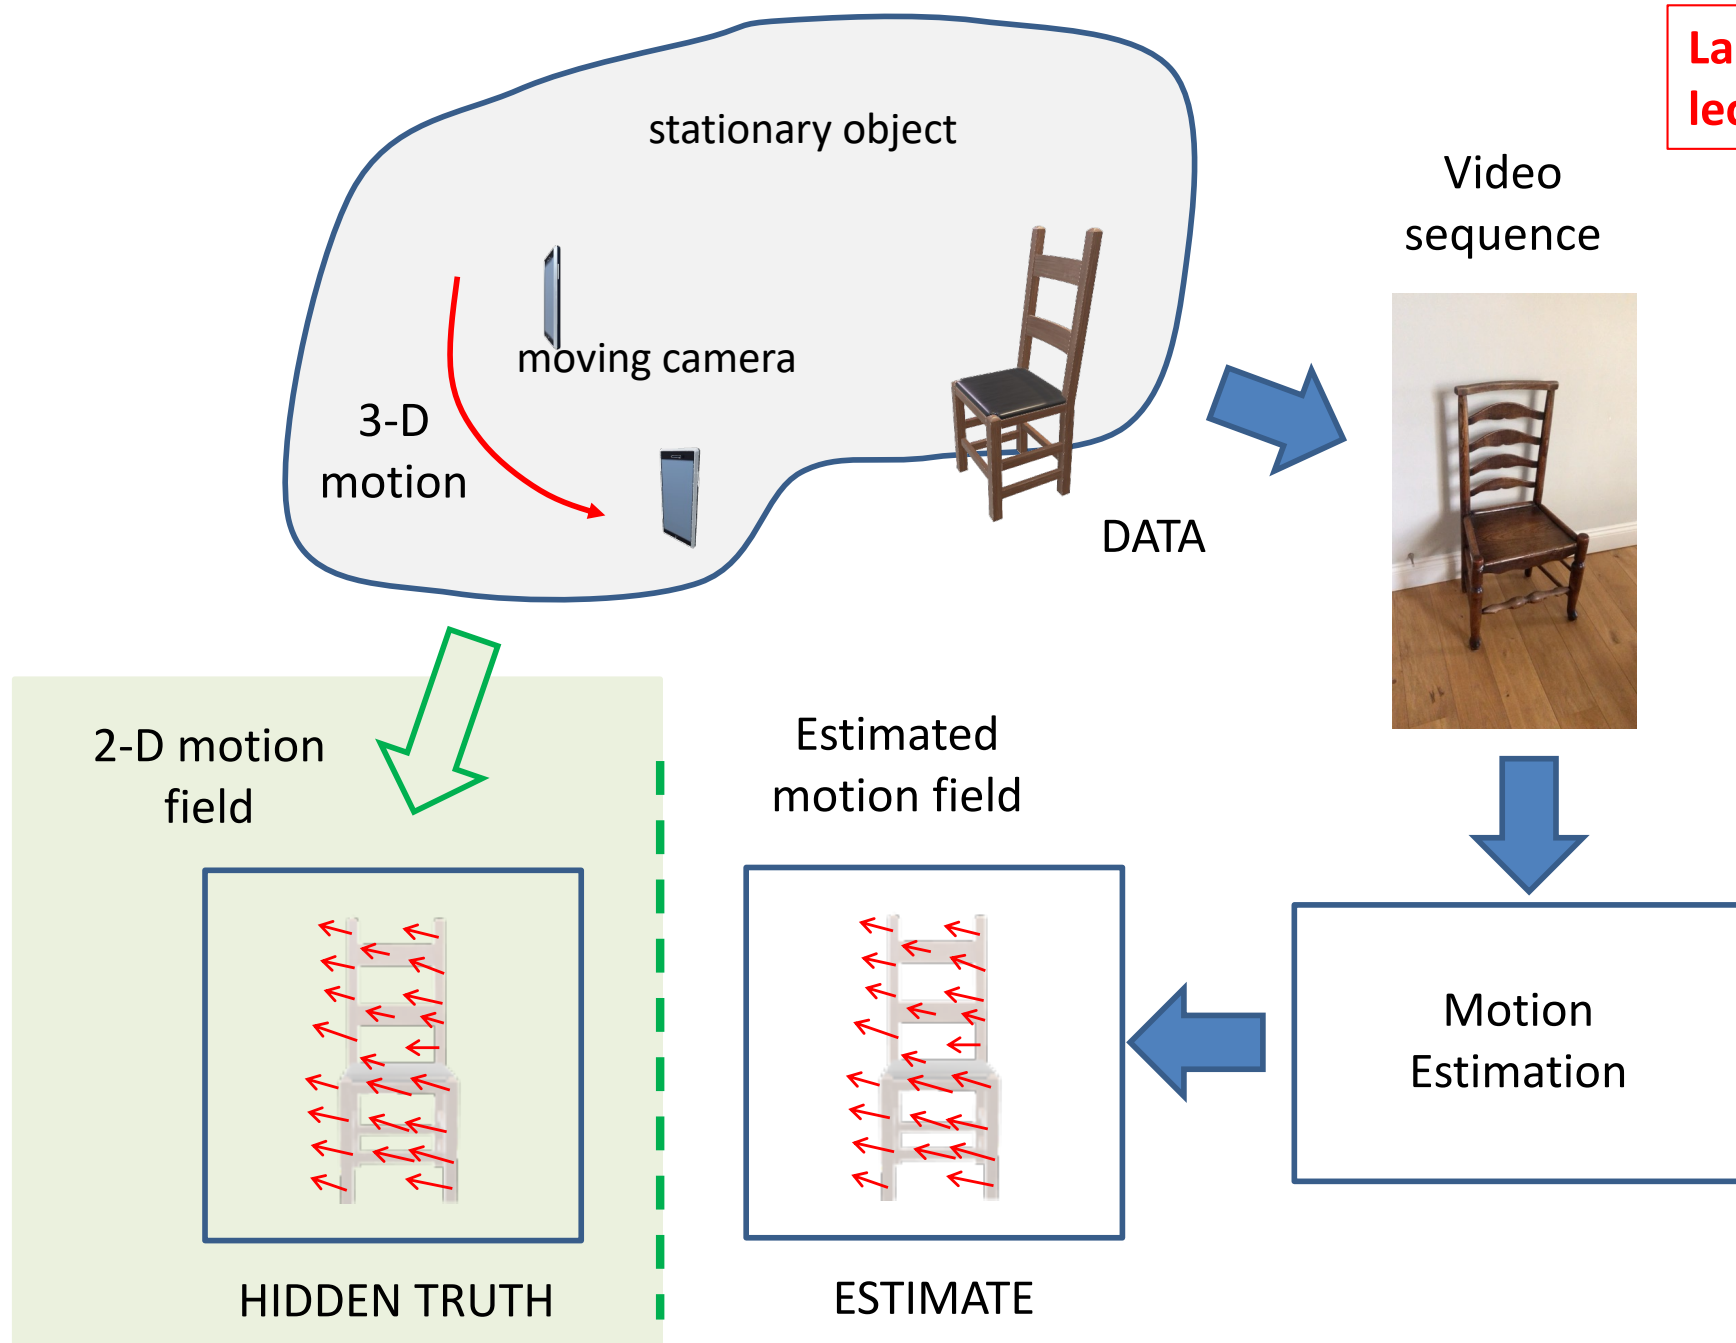 stationary object
moving camera
3-D
motion
DATA
Video
sequence
2-D motion
field
Estimated
motion field
Motion
Estimation
HIDDEN TRUTH
ESTIMATE